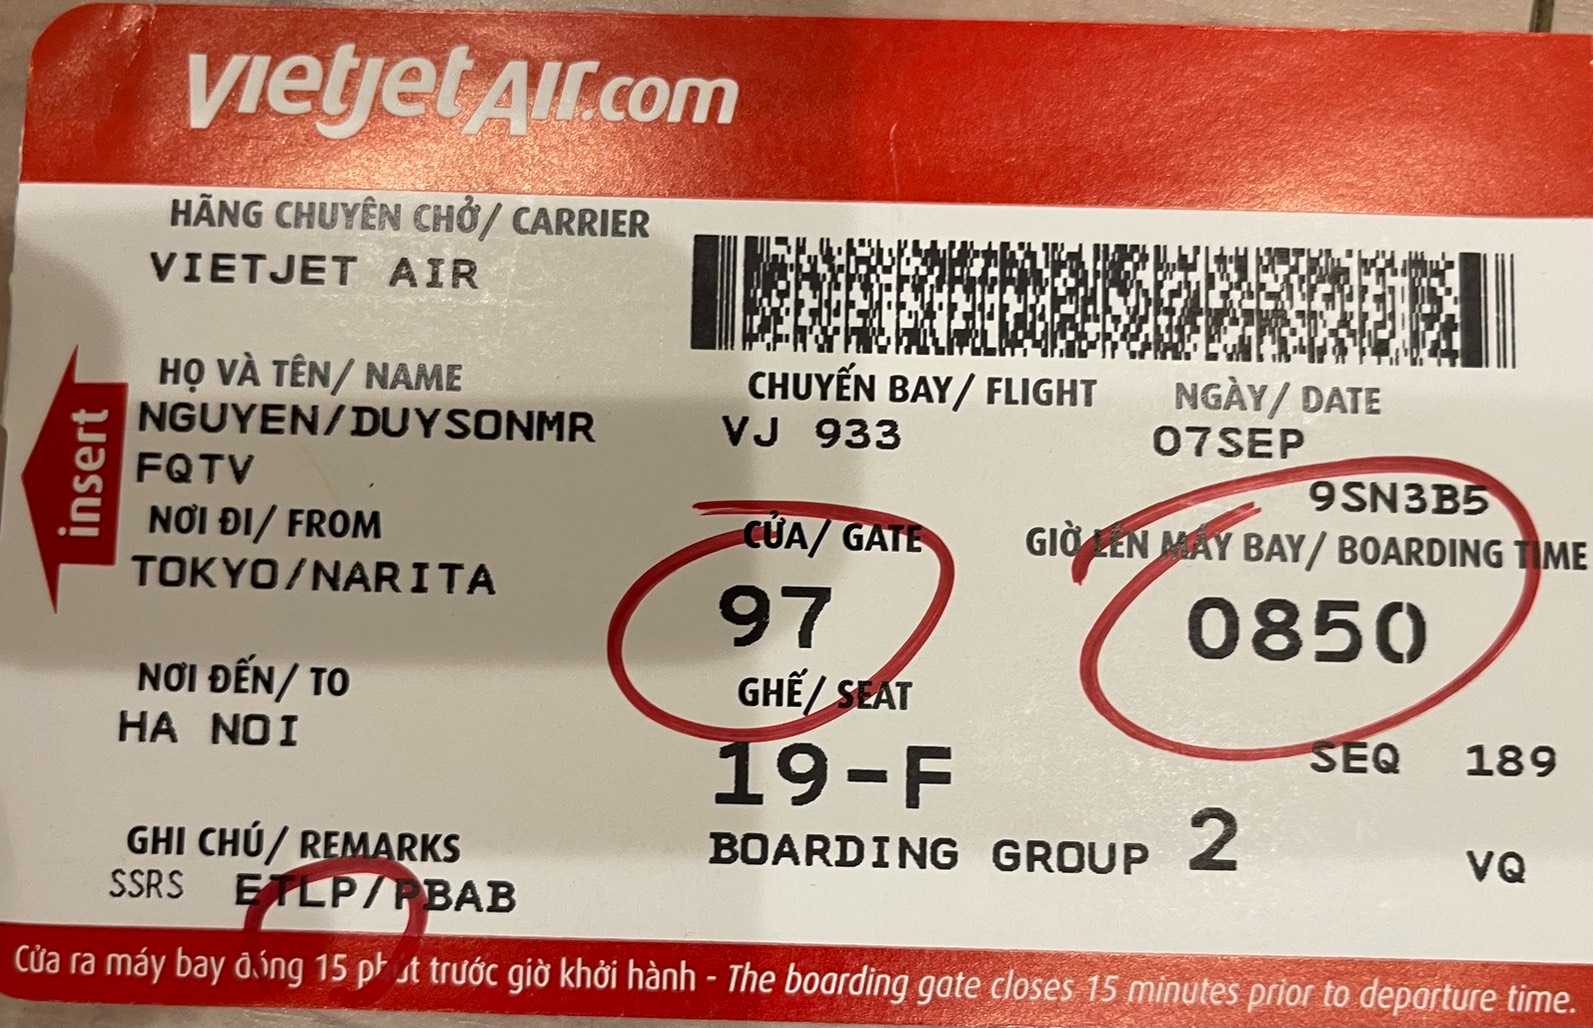 vietjetAir.com
HÃNG CHUYÊN CHỞ/ CARRIER
VIETJET AIR
HỌ VÀ TÊN/ NAME
NGUYEN/DUYSONMR
FQTV
CHUYẾN BAY/ FLIGHT
VJ 933
NGÀY/ DATE
07SEP
9SN3B5
insert
NƠI ĐI/ FROM
TOKYO/NARITA
CỬA/ GATE
97
GIỜ LÊN MÁY BAY/ BOARDING TIME
0850
NƠI ĐẾN/ TO
HA NOI
GHẾ/ SEAT
19-F
SEQ 189
BOARDING GROUP 2
VQ
GHI CHÚ/ REMARKS
SSRS ETLP/PBAB
Cửa ra máy bay đóng 15 phút trước giờ khởi hành - The boarding gate closes 15 minutes prior to departure time.